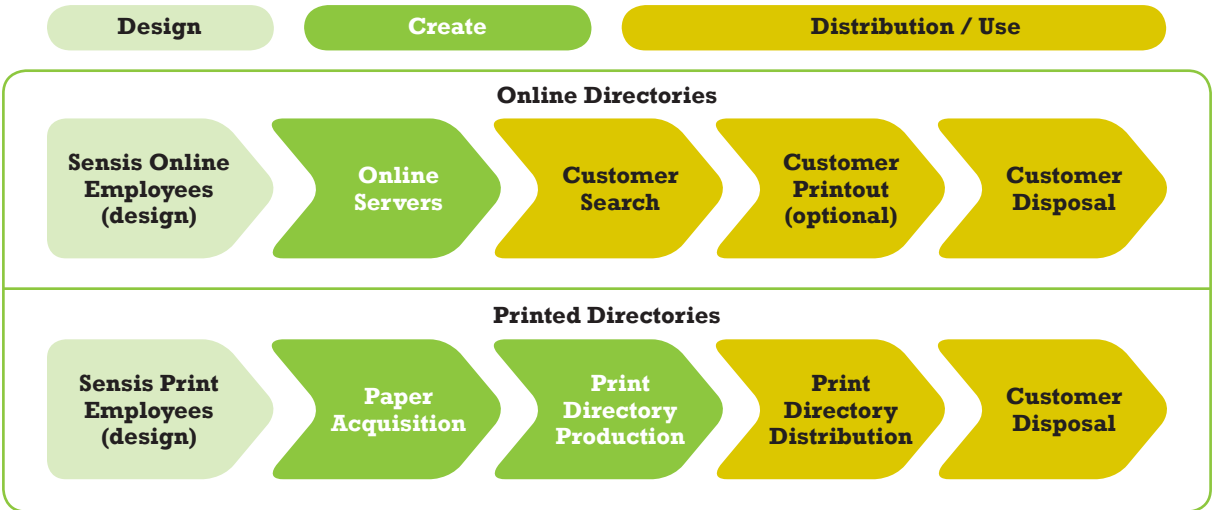 Design
Create
Distribution / Use
Online Directories
Sensis Online
Employees
(design)
Online
Servers
Customer
Search
Customer
Printout
(optional)
Customer
Disposal
Printed Directories
Sensis Print
Employees
(design)
Paper
Acquisition
Print
Directory
Production
Print
Directory
Distribution
Customer
Disposal